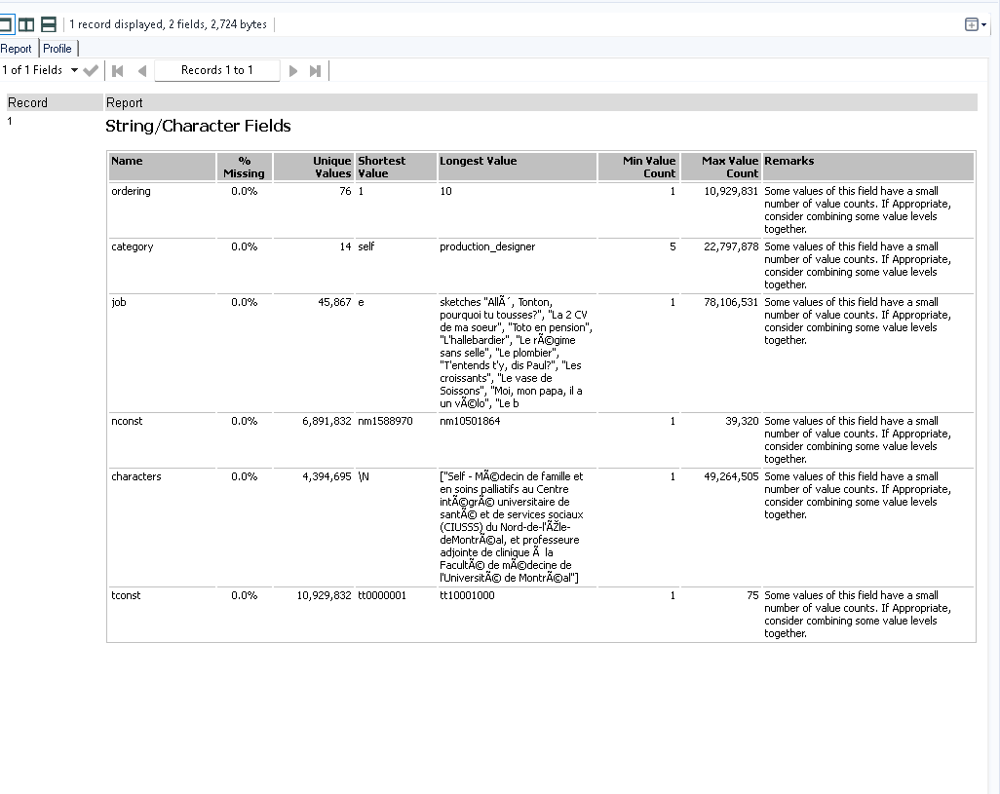 1 record displayed, 2 fields, 2,724 bytes
Report Profile
1 of 1 Fields Records 1 to 1
Record Report
1
String/Character Fields
Name % Missing Unique Values Shortest Value Longest Value Min Value Count Max Value Count Remarks
ordering 0.0% 76 1 10 1 10,929,831 Some values of this field have a small
number of value counts. If Appropriate,
consider combining some value levels
together.
category 0.0% 14 self production_designer 5 22,797,878 Some values of this field have a small
number of value counts. If Appropriate,
consider combining some value levels
together.
job 0.0% 45,867 e sketches "AllÃ´, Tonton, 1 78,106,531 Some values of this field have a small
pourquoi tu tousses?", "La 2 CV number of value counts. If Appropriate,
de ma soeur", "Toto en pension", consider combining some value levels
"L'hallebardier", "Le rÃ©gime together.
sans selle", "Le plombier",
"T'entends t'y, dis Paul?", "Les
croissants", "Le vase de
Soissons", "Moi, mon papa, il a
un vÃ©lo", "Le b
nconst 0.0% 6,891,832 nm1588970 nm10501864 1 39,320 Some values of this field have a small
number of value counts. If Appropriate,
consider combining some value levels
together.
characters 0.0% 4,394,695 \N ["Self - MÃ©decin de famille et 1 49,264,505 Some values of this field have a small
en soins palliatifs au Centre number of value counts. If Appropriate,
intÃ©grÃ© universitaire de consider combining some value levels
santÃ© et de services sociaux together.
(CIUSSS) du Nord-de-l'ÃŽle-
deMontrÃ©al, et professeure
adjointe de clinique Ã  la
FacultÃ© de mÃ©decine de
l'UniversitÃ© de MontrÃ©al"]
tconst 0.0% 10,929,832 tt0000001 tt10001000 1 75 Some values of this field have a small
number of value counts. If Appropriate,
consider combining some value levels
together.